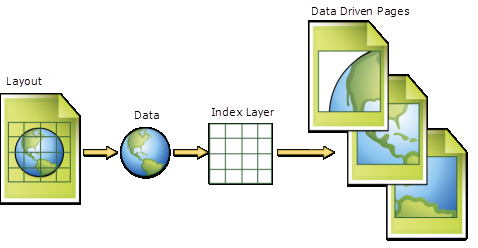 Data Driven Pages
Layout
Data
Index Layer